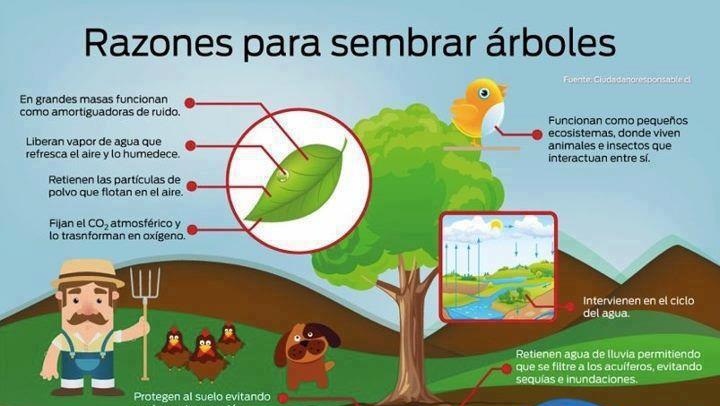 Razones para sembrar árboles
Fuente: Ciudadanoresponsable.cl
En grandes masas funcionan
como amortiguadoras de ruido.
Liberan vapor de agua que
refresca el aire y lo humedece.
Retienen las partículas de
polvo que flotan en el aire.
Fijan el CO₂ atmosférico y
lo trasnforman en oxígeno.
Funcionan como pequeños
ecosistemas, donde viven
animales e insectos que
interactuan entre sí.
Intervienen en el ciclo
del agua.
Retienen agua de lluvia permitiendo
que se filtre a los acuíferos, evitando
sequías e inundaciones.
Protegen al suelo evitando